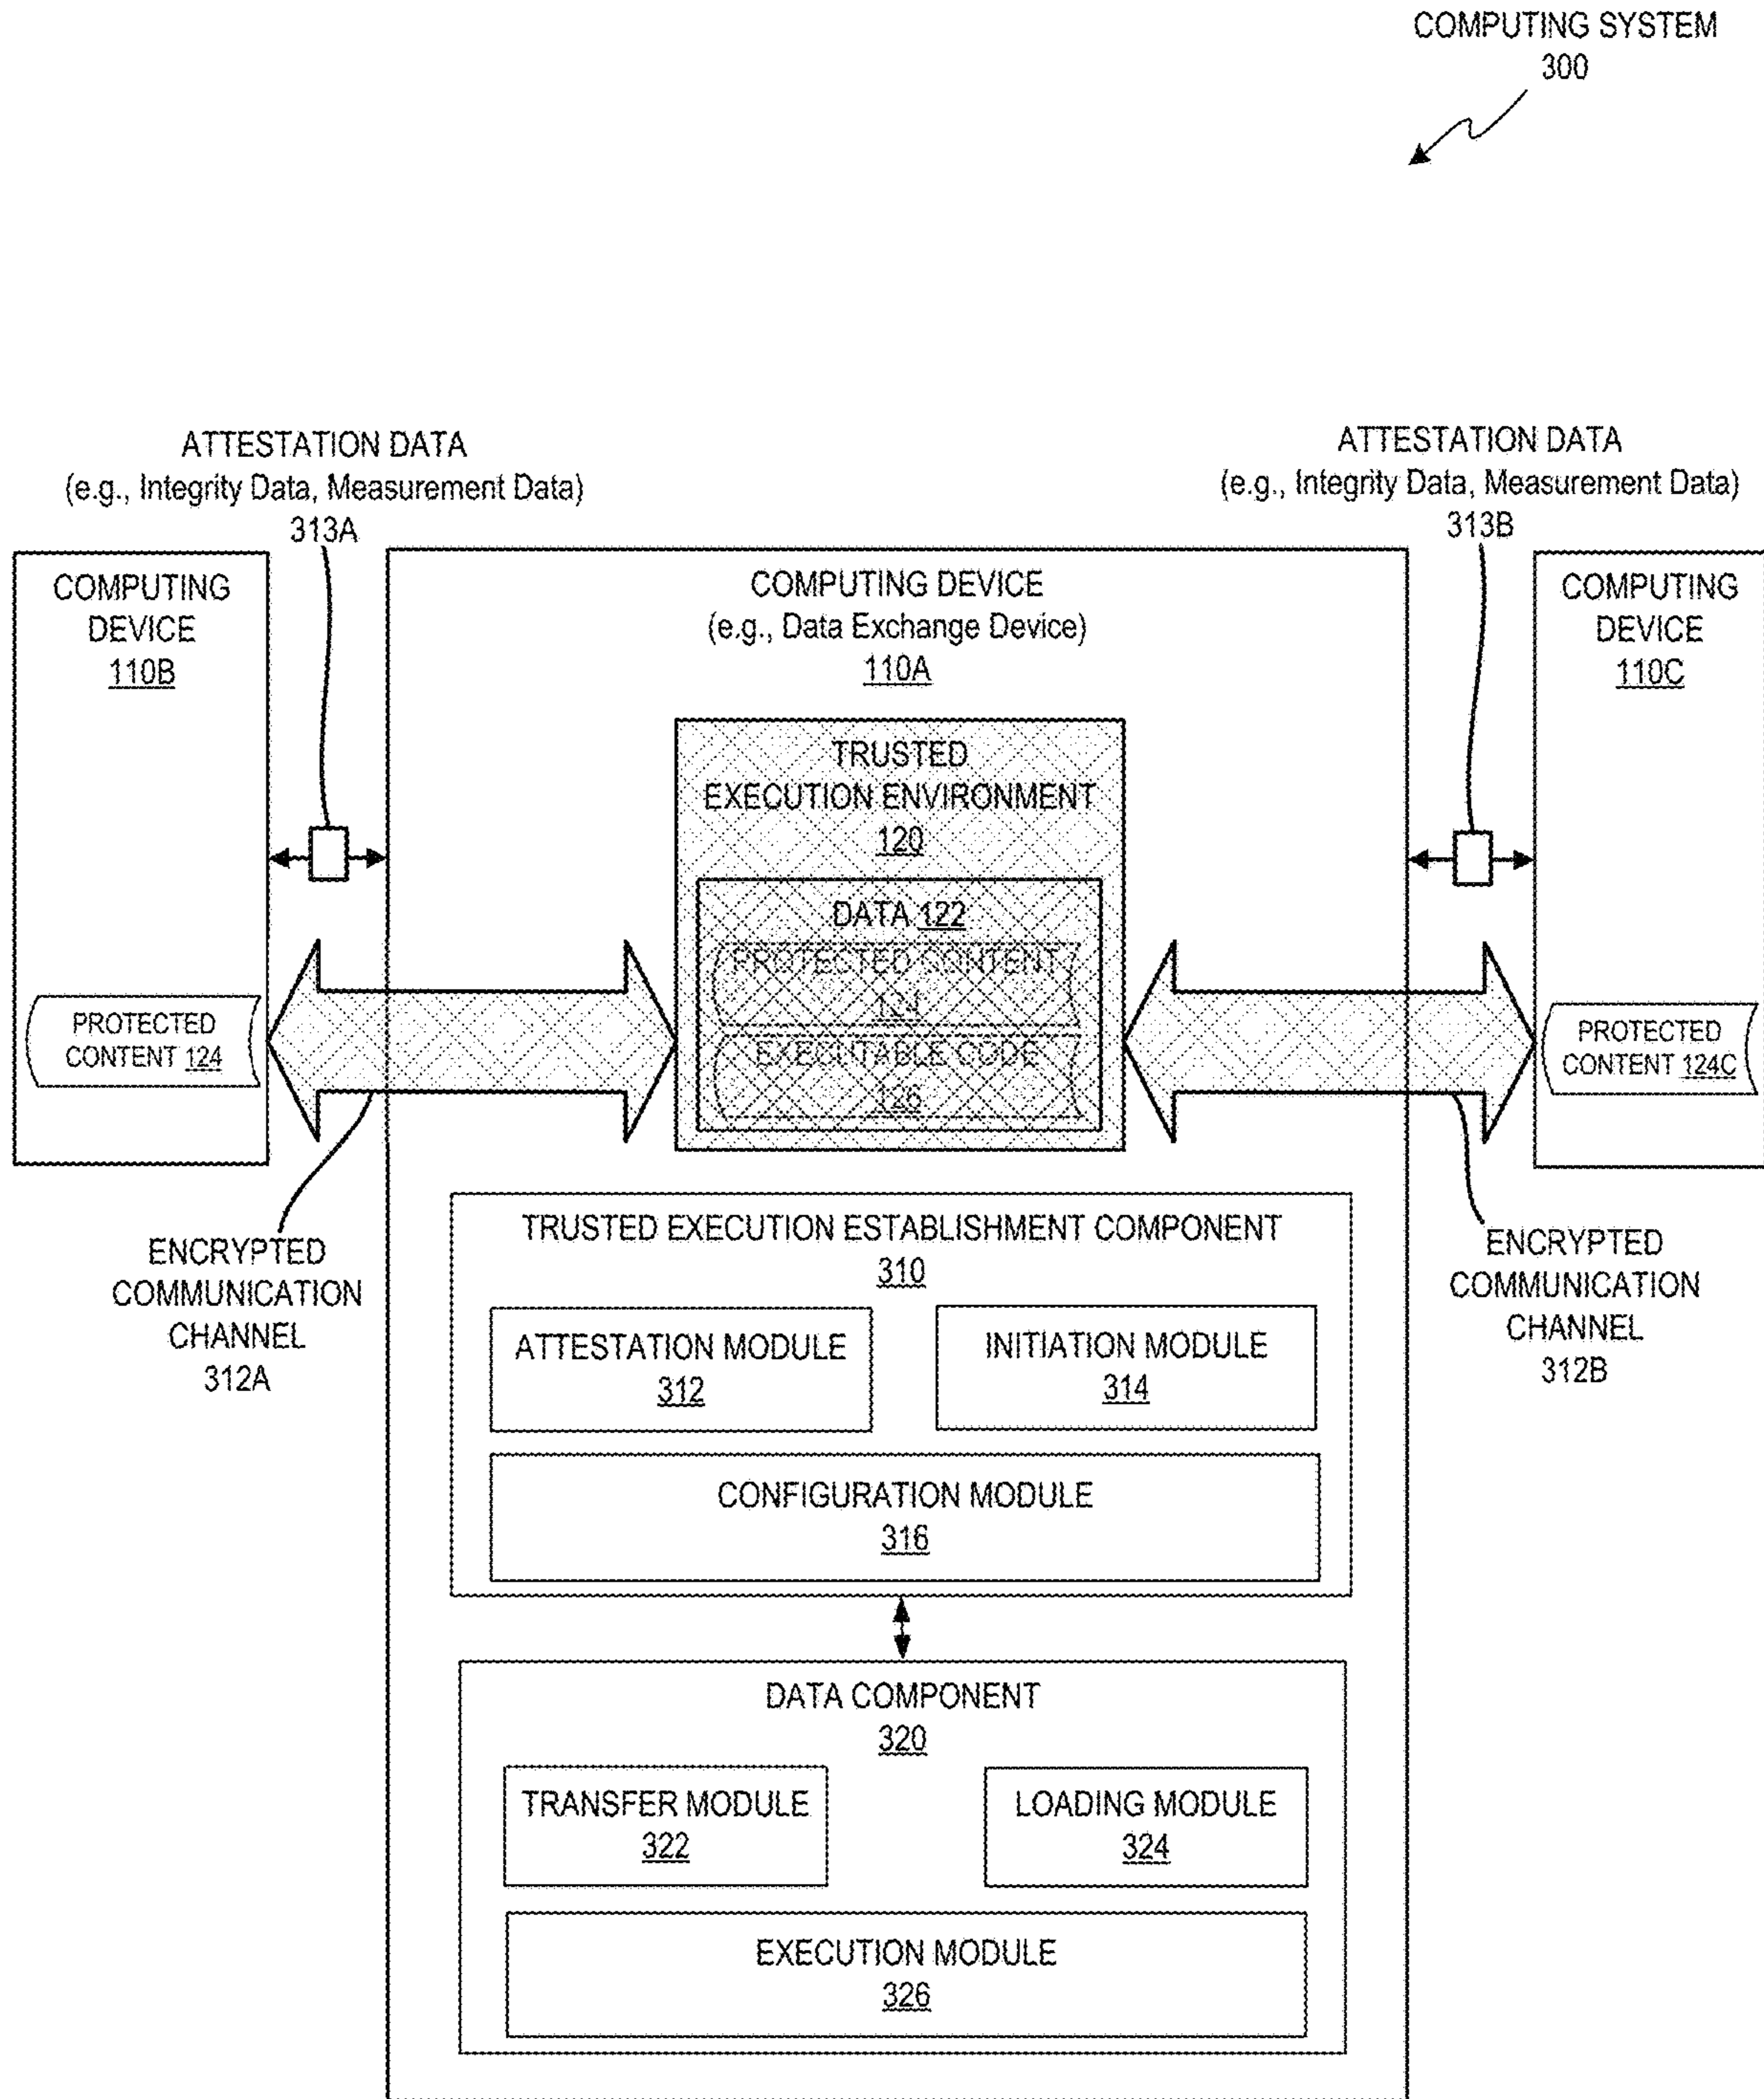 COMPUTING SYSTEM
300
ATTESTATION DATA
(e.g., Integrity Data, Measurement Data)
313A
ATTESTATION DATA
(e.g., Integrity Data, Measurement Data)
313B
COMPUTING
DEVICE
110B
COMPUTING DEVICE
(e.g., Data Exchange Device)
110A
COMPUTING
DEVICE
110C
TRUSTED
EXECUTION ENVIRONMENT
120
DATA 122
PROTECTED CONTENT
124
EXECUTABLE CODE
126
PROTECTED
CONTENT 124
PROTECTED
CONTENT 124C
ENCRYPTED
COMMUNICATION
CHANNEL
312A
ENCRYPTED
COMMUNICATION
CHANNEL
312B
TRUSTED EXECUTION ESTABLISHMENT COMPONENT
310
ATTESTATION MODULE
312
INITIATION MODULE
314
CONFIGURATION MODULE
316
DATA COMPONENT
320
TRANSFER MODULE
322
LOADING MODULE
324
EXECUTION MODULE
326